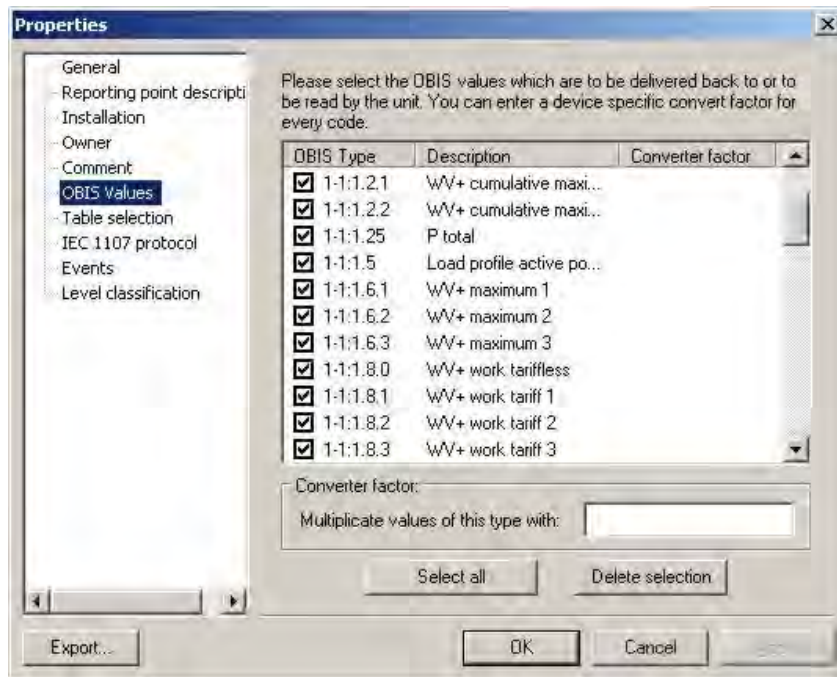 Properties
General
Reporting point descripti
Installation
Owner
Comment
OBIS Values
Table selection
IEC 1107 protocol
Events
Level classification
Please select the OBIS values which are to be delivered back to or to
be read by the unit. You can enter a device specific convert factor for
every code.
OBIS Type Description Converter factor
1-1:1.2.1 WV+ cumulative maxi...
1-1:1.2.2 WV+ cumulative maxi...
1-1:1.25 P total
1-1:1.5 Load profile active po...
1-1:1.6.1 WV+ maximum 1
1-1:1.6.2 WV+ maximum 2
1-1:1.6.3 WV+ maximum 3
1-1:1.8.0 WV+ work tariffless
1-1:1.8.1 WV+ work tariff 1
1-1:1.8.2 WV+ work tariff 2
1-1:1.8.3 WV+ work tariff 3
Converter factor:
Multiplicate values of this type with:
Select all Delete selection
Export... OK Cancel